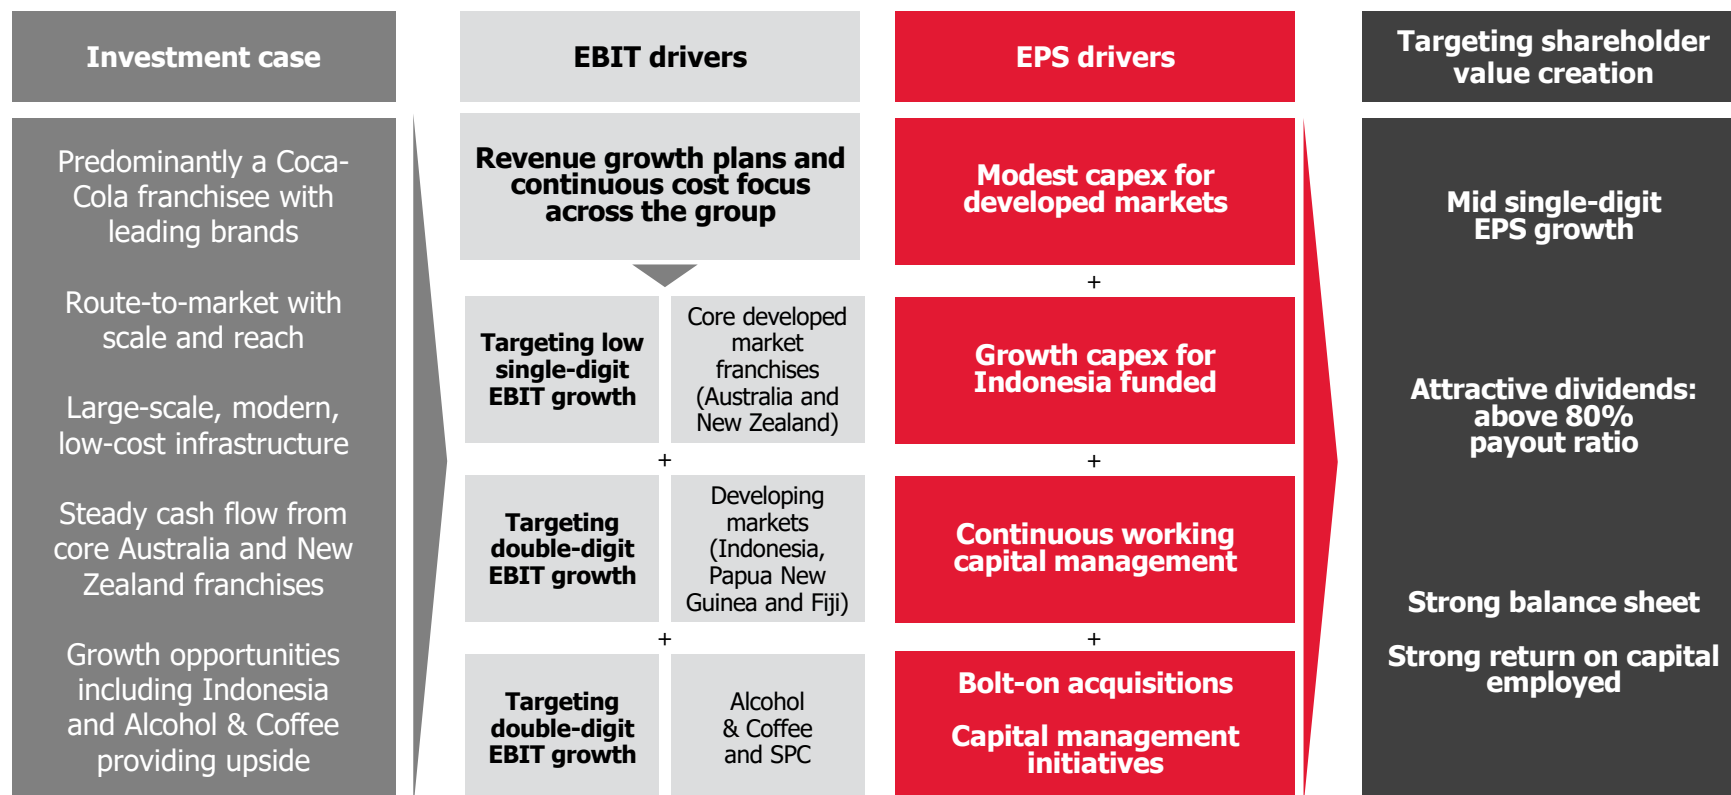 Investment case
Predominantly a Coca-
Cola franchisee with
leading brands
Route-to-market with
scale and reach
Large-scale, modern,
low-cost infrastructure
Steady cash flow from
core Australia and New
Zealand franchises
Growth opportunities
including Indonesia
and Alcohol & Coffee
providing upside
EBIT drivers
Revenue growth plans and
continuous cost focus
across the group
Targeting low
single-digit
EBIT growth
Core developed
market
franchises
(Australia and
New Zealand)
+
Targeting
double-digit
EBIT growth
Developing
markets
(Indonesia,
Papua New
Guinea and Fiji)
+
Targeting
double-digit
EBIT growth
Alcohol
& Coffee
and SPC
EPS drivers
Modest capex for
developed markets
+
Growth capex for
Indonesia funded
+
Continuous working
capital management
+
Bolt-on acquisitions
Capital management
initiatives
Targeting shareholder
value creation
Mid single-digit
EPS growth
Attractive dividends:
above 80%
payout ratio
Strong balance sheet
Strong return on capital
employed